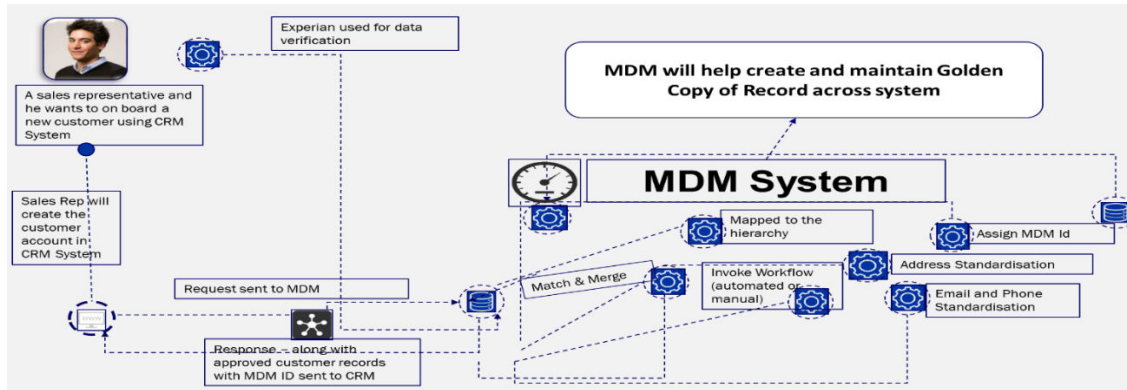 Experian used for data
verification
A sales representative and
he wants to on board a
new customer using CRM
System
MDM will help create and maintain Golden
Copy of Record across system
MDM System
Sales Rep will
create the
customer
account in
CRM System
Mapped to the
hierarchy
Assign MDM Id
Request sent to MDM
Match & Merge
Invoke Workflow
(automated or
manual)
Address Standardisation
Email and Phone
Standardisation
Response – along with
approved customer records
with MDM ID sent to CRM